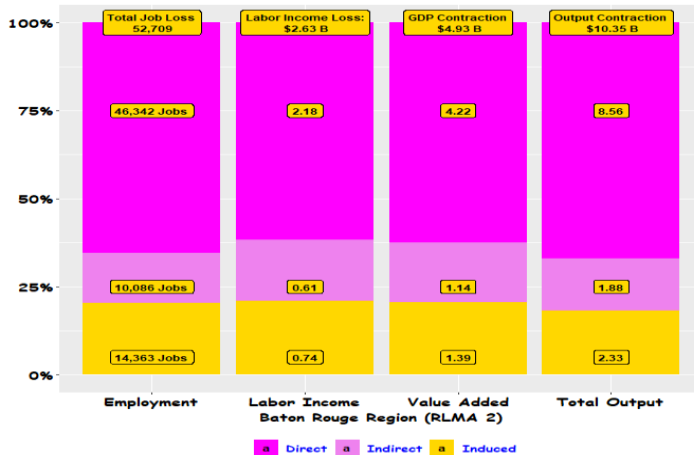 100%
75%
50%
25%
0%
Total Job Loss
52,709
Labor Income Loss:
$2.63 B
GDP Contraction
$4.93 B
Output Contraction
$10.35 B
46,342 Jobs
2.18
4.22
8.56
10,086 Jobs
0.61
1.14
1.88
14,363 Jobs
0.74
1.39
2.33
Employment
Labor Income
Value Added
Total Output
Baton Rouge Region (RLMA 2)
a Direct a Indirect a Induced